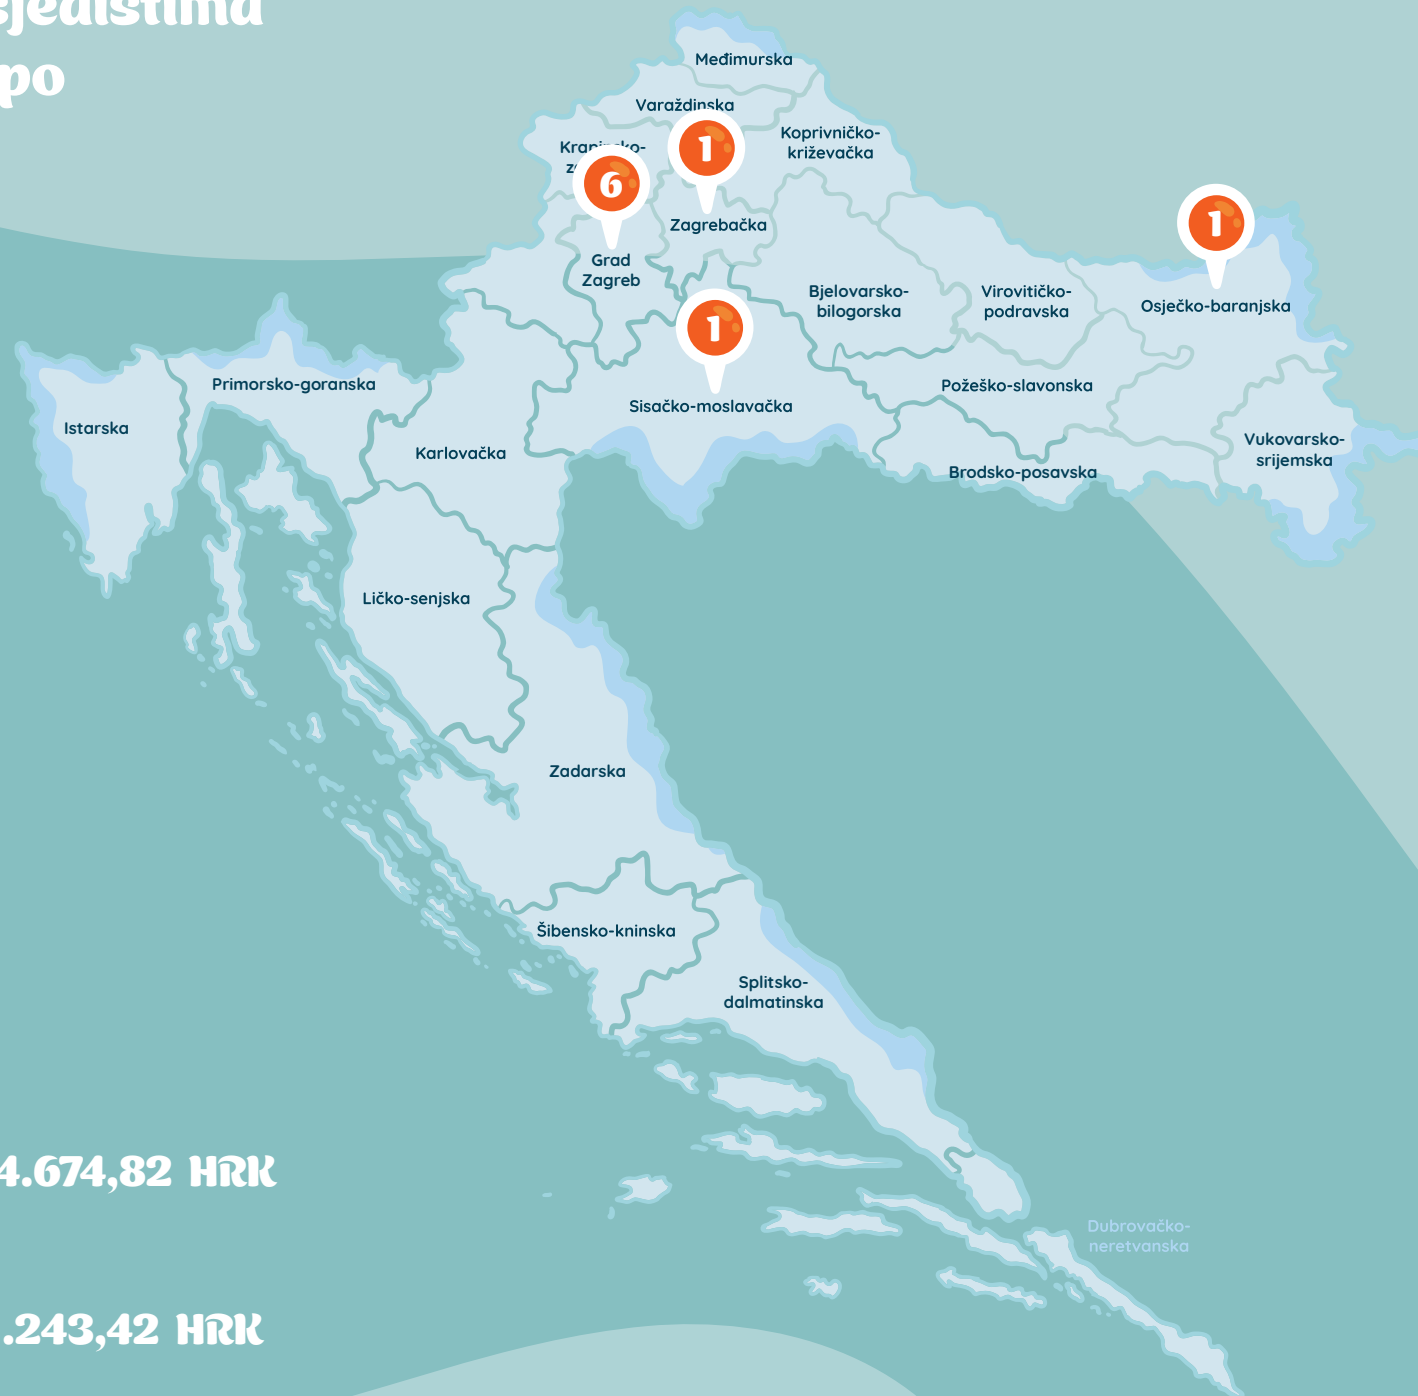 sjedištima
po
Međimurska
Varaždinska
Koprivničko-
križevačka
1
6
Zagrebačka
1
Grad
Zagreb
Bjelovarsko-
bilogorska
Virovitičko-
podravska
Osječko-baranjska
1
Primorsko-goranska
Požeško-slavonska
Sisačko-moslavačka
Istarska
Karlovačka
Vukovarsko-
srijemska
Brodsko-posavska
Ličko-senjska
Zadarska
Šibensko-kninska
Splitsko-
dalmatinska
4.674,82 HRK
Dubrovačko-
neretvanska
.243,42 HRK